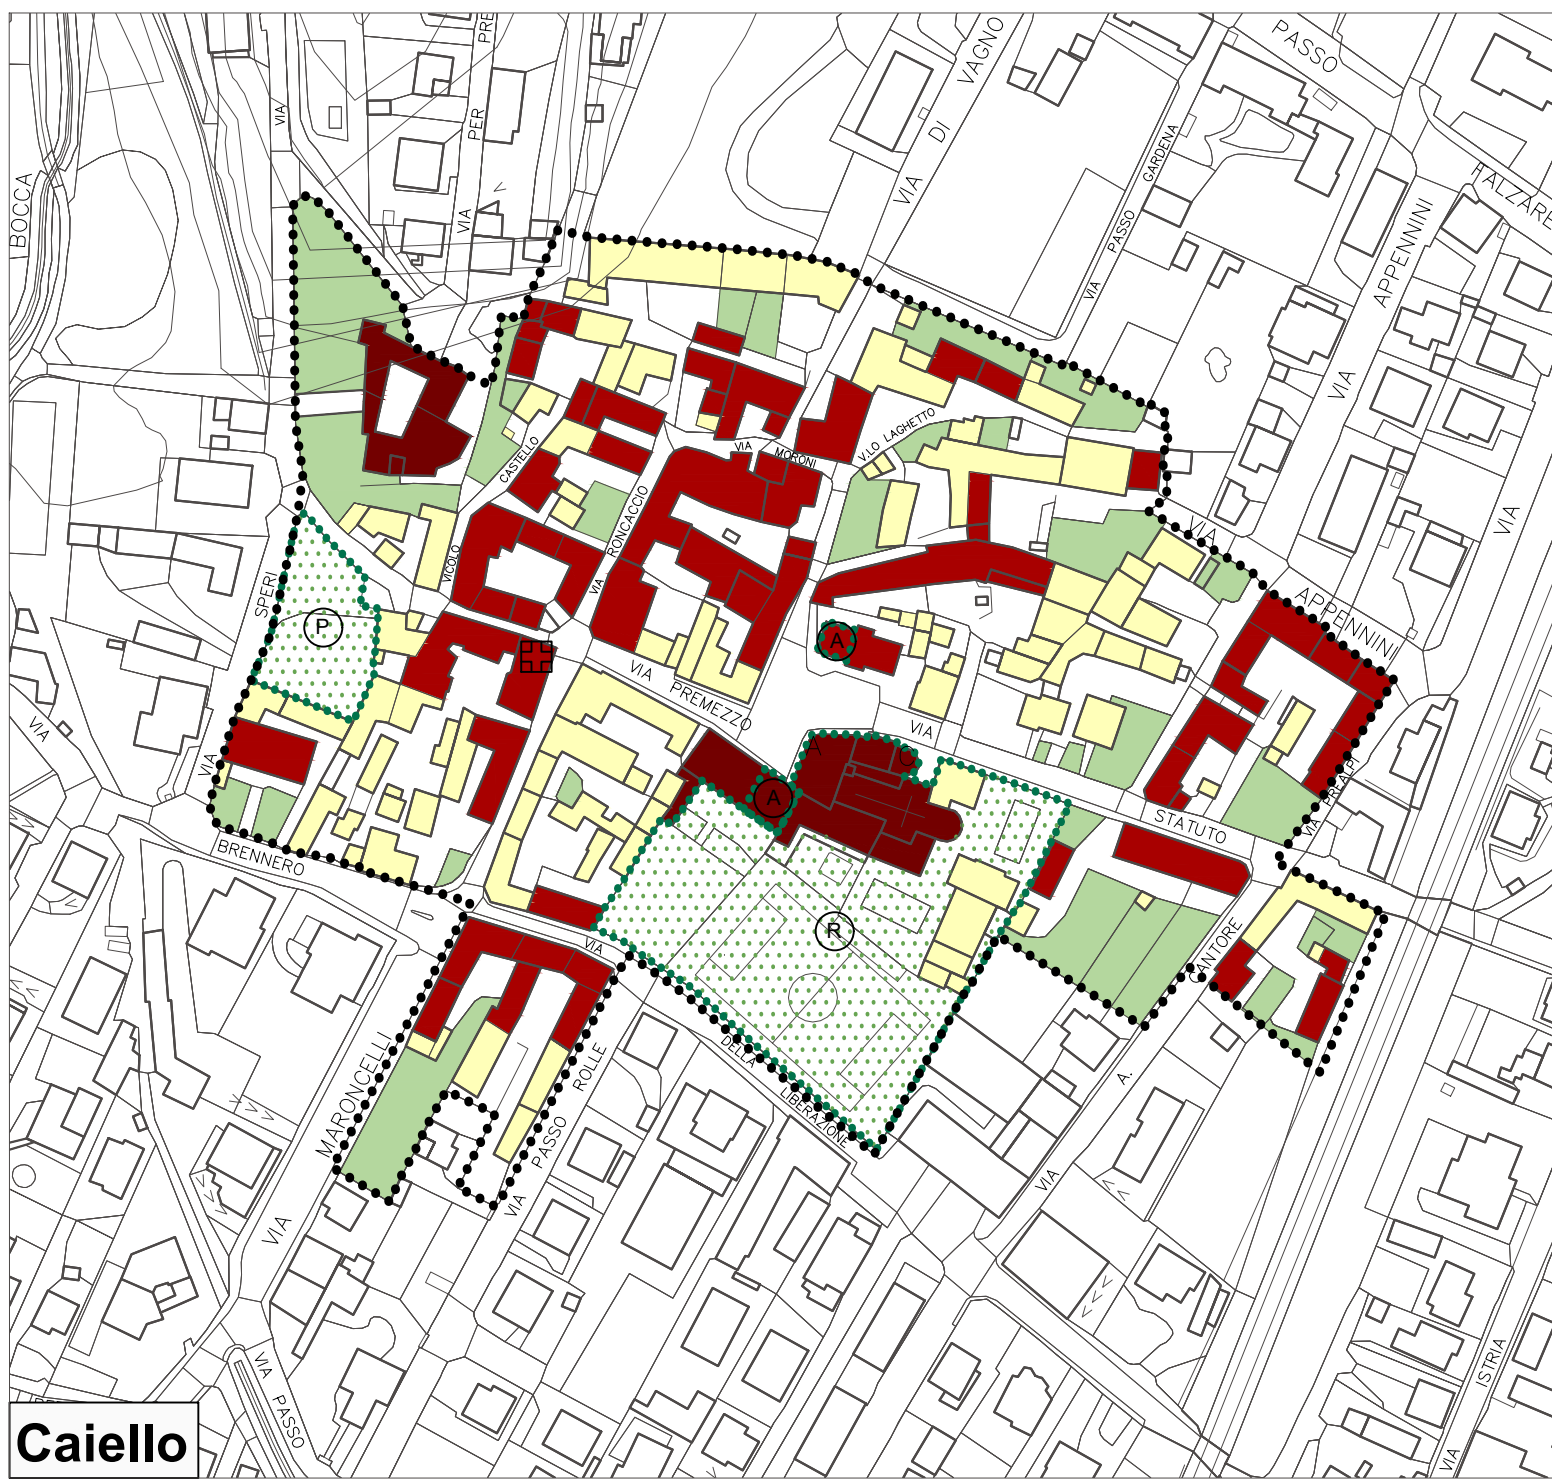 BOCCA
VIA
VIA PER PRE
VIA DI VAGNO
PASSO
FALZARE
VIA PASSO GARDENA
VIA APPENNINI
VIA
V.LO LAGHETTO
VIA MORONI
VICOLO CASTELLO
VIA RONCACCIO
VIA APPENNINI
VIA SPERI
P
A
VIA PREMEZZO
VIA STATUTO
A
C
A
R
VIA PREALPI
VIA BRENNERO
VIA A. CANTORE
VIA DELLA LIBERAZIONE
VIA MARONCELLI
VIA PASSO ROLLE
VIA PASSO
VIA ISTRIA
Caiello